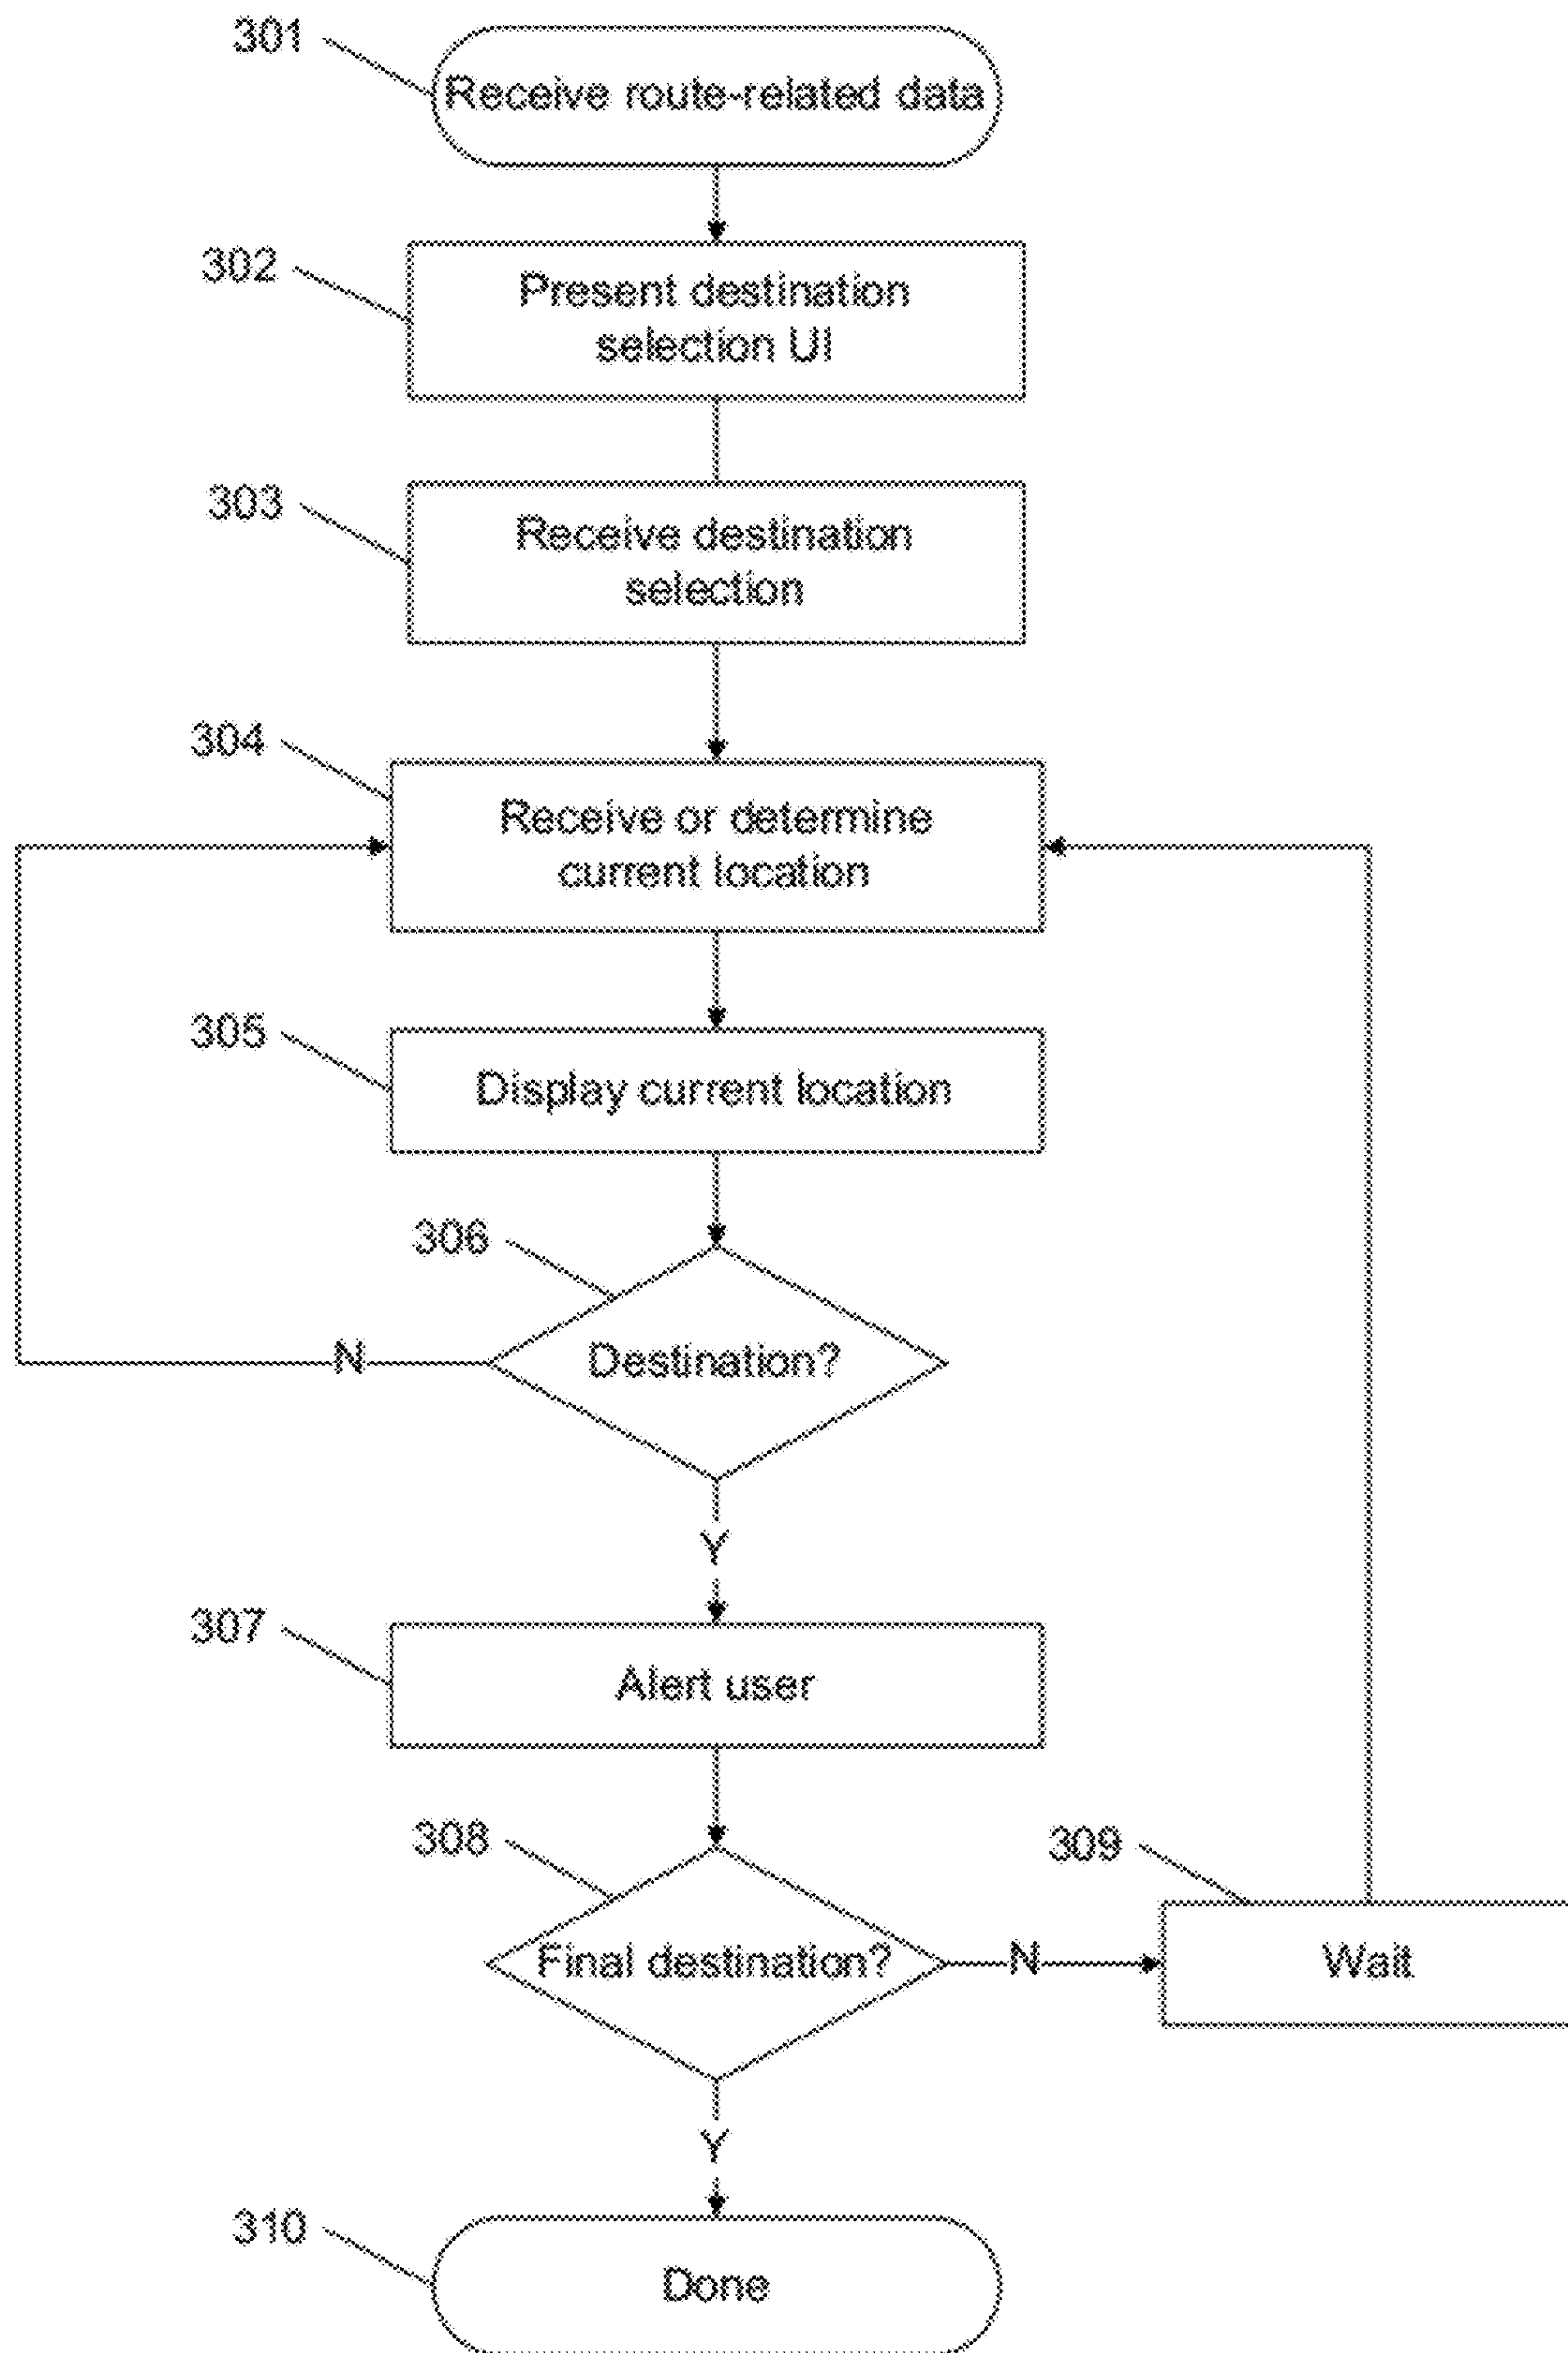 301
Receive route-related data
302
Present destination
selection UI
303
Receive destination
selection
304
Receive or determine
current location
305
Display current location
306
Destination?
N
Y
307
Alert user
308
Final destination?
N
309
Wait
Y
310
Done